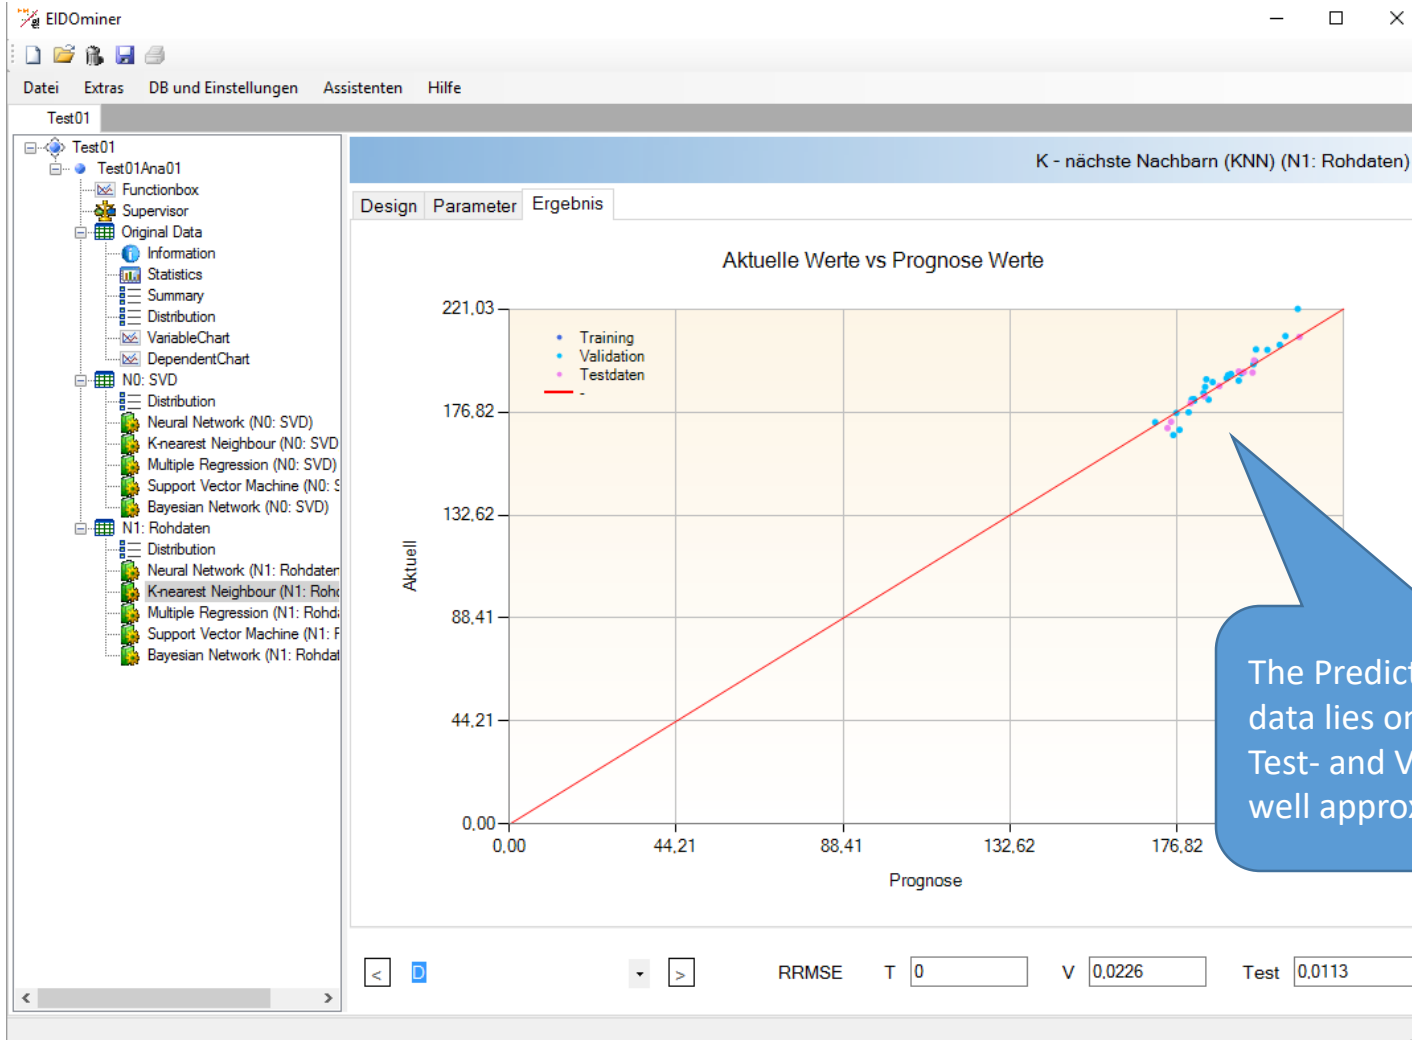 EIDOminer
Datei Extras DB und Einstellungen Assistenten Hilfe
Test01
Test01
Test01Ana01
Functionbox
Supervisor
Original Data
Information
Statistics
Summary
Distribution
VariableChart
DependentChart
N0: SVD
Distribution
Neural Network (N0: SVD)
K-nearest Neighbour (N0: SVD
Multiple Regression (N0: SVD)
Support Vector Machine (N0: S
Bayesian Network (N0: SVD)
N1: Rohdaten
Distribution
Neural Network (N1: Rohdaten
K-nearest Neighbour (N1: Roh
Multiple Regression (N1: Rohd
Support Vector Machine (N1: 
Bayesian Network (N1: Rohdat
K - nächste Nachbarn (KNN) (N1: Rohdaten)
Design Parameter Ergebnis
Aktuelle Werte vs Prognose Werte
221,03
176,82
132,62
88,41
44,21
0,00
Aktuell
Training
Validation
Testdaten
-
0,00 44,21 88,41 132,62 176,82
Prognose
The Predict
data lies on
Test- and V
well approx
< D >
RRMSE T 0 V 0,0226 Test 0,0113